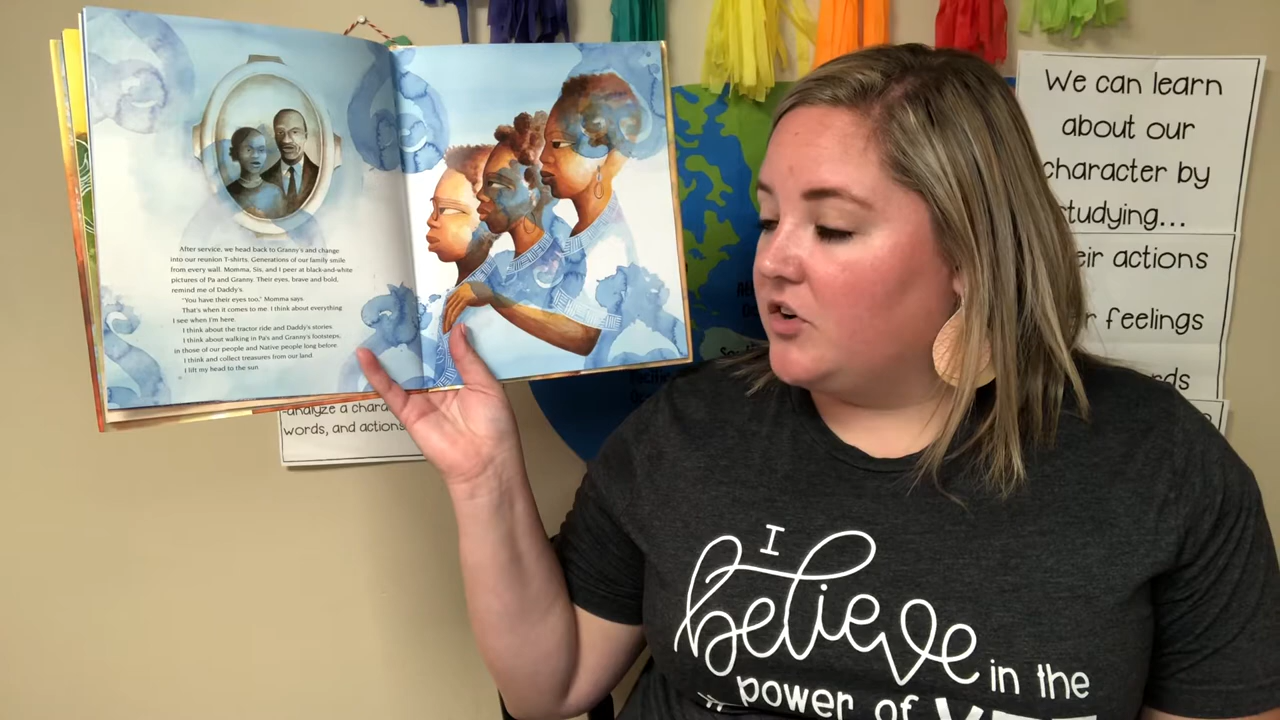 After service, we head back to Granny's and change
into our reunion T-shirts. Generations of our family smile
from every wall. Momma, Sis, and I peer at black-and-white
pictures of Pa and Granny. Their eyes, brave and bold,
remind me of Daddy's.
"You have their eyes too," Momma says.
That's when it comes to me. I think about everything
I see when I'm here.
I think about the tractor ride and Daddy's stories.
I think about walking in Pa's and Granny's footsteps,
in those of our people and Native people long before
I think and collect treasures from our land
I lift my head to the sun
analyze a
words, and actions
We can learn
about our
character by
studying...
actions
feelings
I
believe
in the
power of